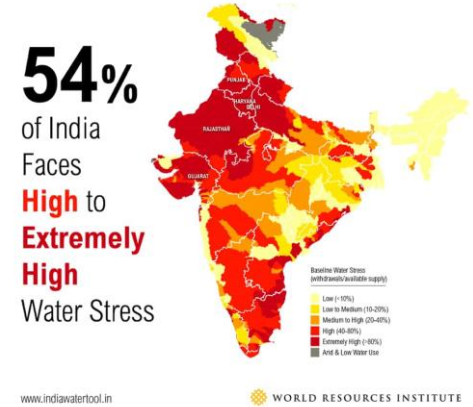 54%
of India
Faces
High to
Extremely
High
Water Stress
PUNJAB
HARYANA
DELHI
RAJASTHAN
GUJARAT
Baseline Water Stress
(withdrawals/available supply)
Low (<10%)
Low to Medium (10-20%)
Medium to High (20-40%)
High (40-80%)
Extremely High (>80%)
Arid & Low Water Use
www.indiawatertool.in
WORLD RESOURCES INSTITUTE